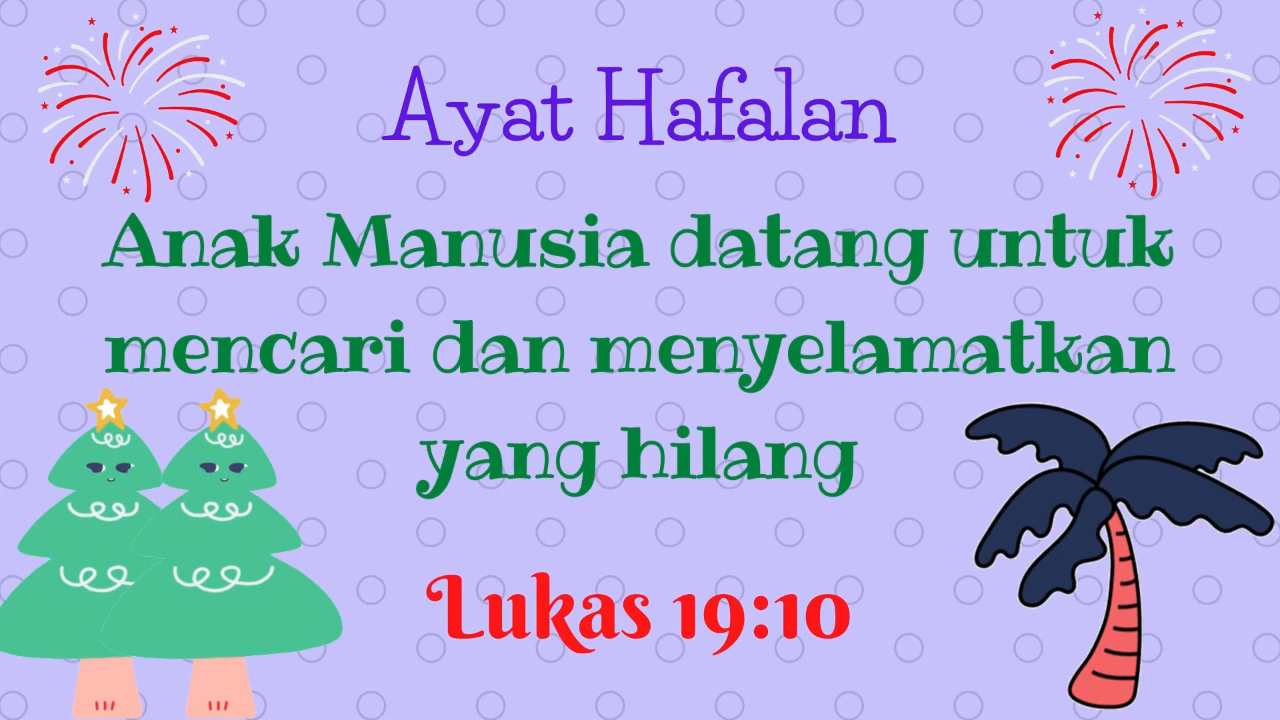 Ayat Hafalan
Anak Manusia datang untuk
mencari dan menyelamatkan
yang hilang
Lukas 19:10